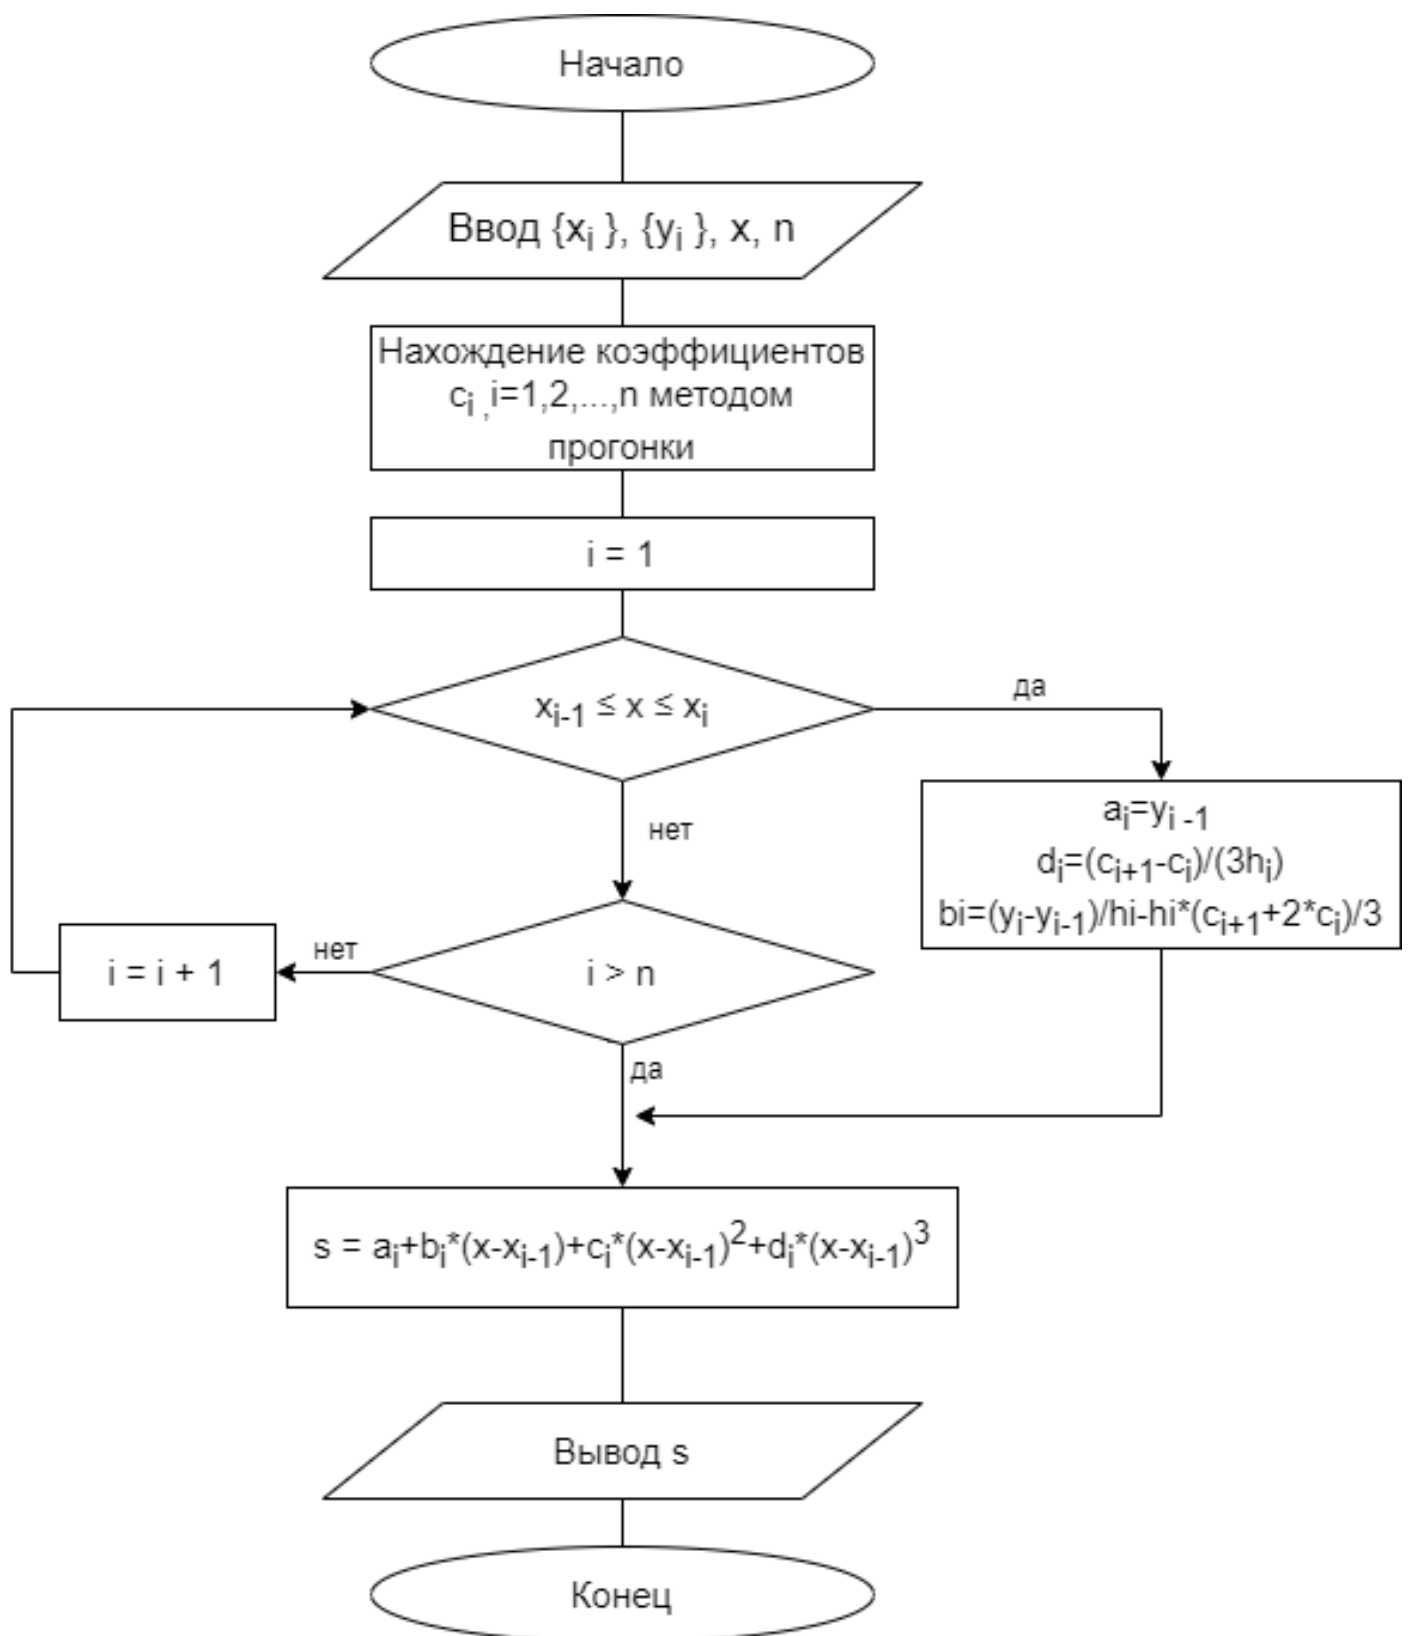 Начало
Ввод {xᵢ }, {yᵢ }, x, n
Нахождение коэффициентов
cᵢ ,i=1,2,...,n методом
прогонки
i = 1
xᵢ₋₁ ≤ x ≤ xᵢ
да
нет
aᵢ=yᵢ ₋₁
dᵢ=(cᵢ₊₁-cᵢ)/(3hᵢ)
bi=(yᵢ-yᵢ₋₁)/hi-hi*(cᵢ₊₁+2*cᵢ)/3
i > n
нет
i = i + 1
да
s = aᵢ+bᵢ*(x-xᵢ₋₁)+cᵢ*(x-xᵢ₋₁)²+dᵢ*(x-xᵢ₋₁)³
Вывод s
Конец